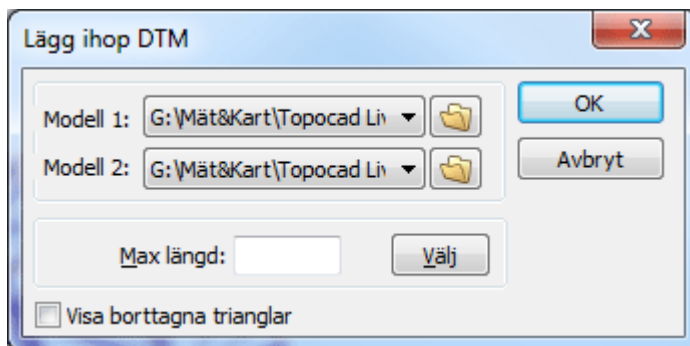 Lägg ihop DTM
Modell 1: G:\Mät&Kart\Topocad Liv
OK
Modell 2: G:\Mät&Kart\Topocad Liv
Avbryt
Max längd:
Välj
Visa borttagna trianglar